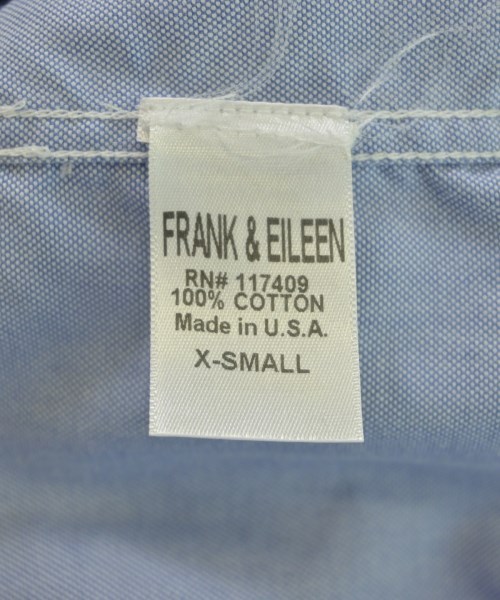 FRANK & EILEEN
RN# 117409
100% COTTON
Made in U.S.A.
X-SMALL